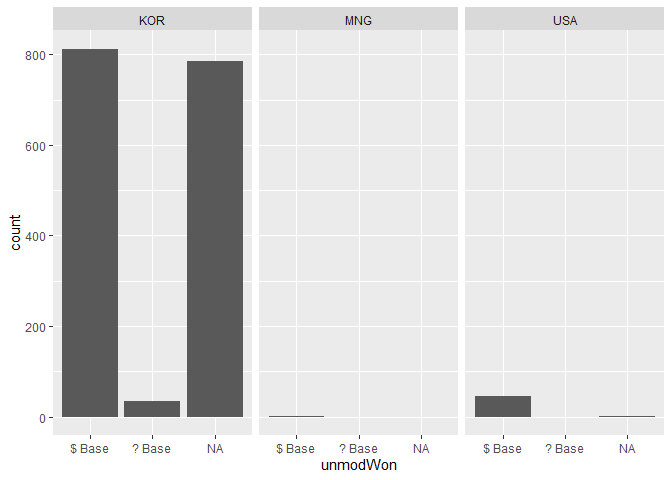 KOR MNG USA
800
600
400
200
0
count
$ Base ? Base NA $ Base ? Base NA $ Base ? Base NA
unmodWon